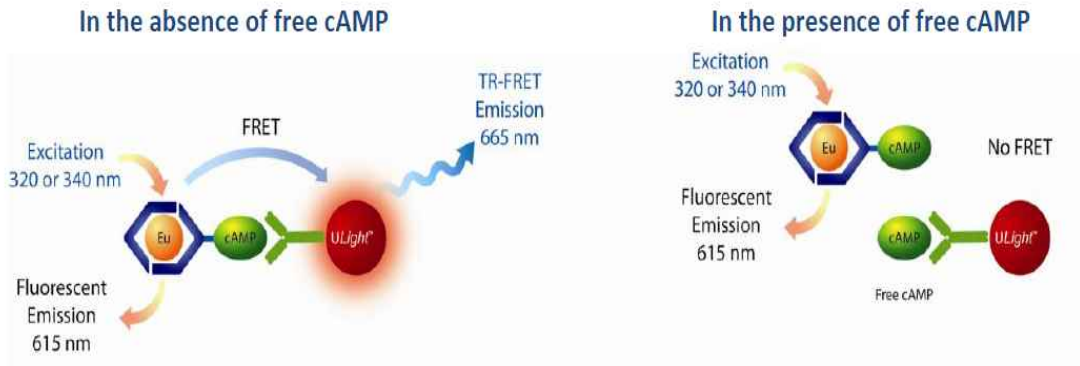 In the absence of free cAMP
In the presence of free cAMP
Excitation
320 or 340 nm
FRET
TR-FRET
Emission
665 nm
Eu
cAMP
ULight™
Fluorescent
Emission
615 nm
Excitation
320 or 340 nm
Eu
cAMP
No FRET
Fluorescent
Emission
615 nm
cAMP
ULight™
Free cAMP